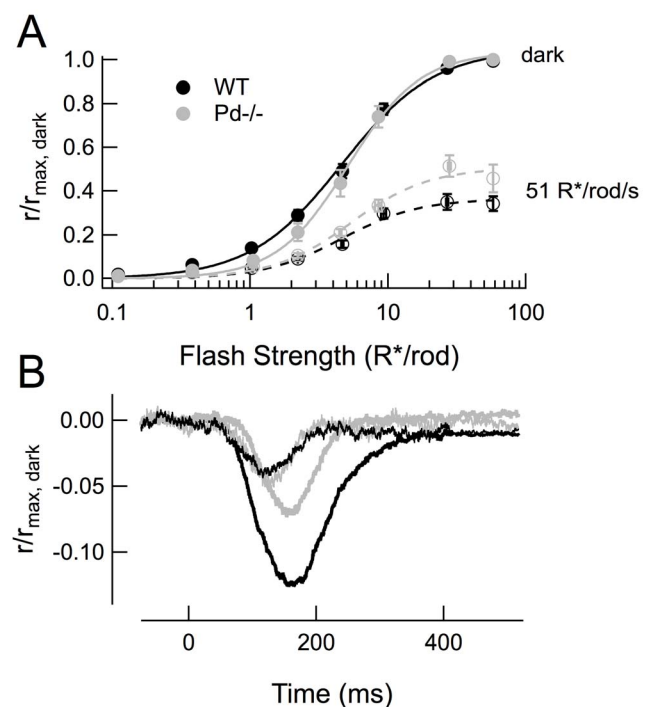 A
r/rmax, dark
1.0
0.8
0.6
0.4
0.2
0.0
WT
Pd-/-
dark
51 R*/rod/s
0.1
1
10
100
Flash Strength (R*/rod)
B
r/rmax, dark
0.00
-0.05
-0.10
0
200
400
Time (ms)